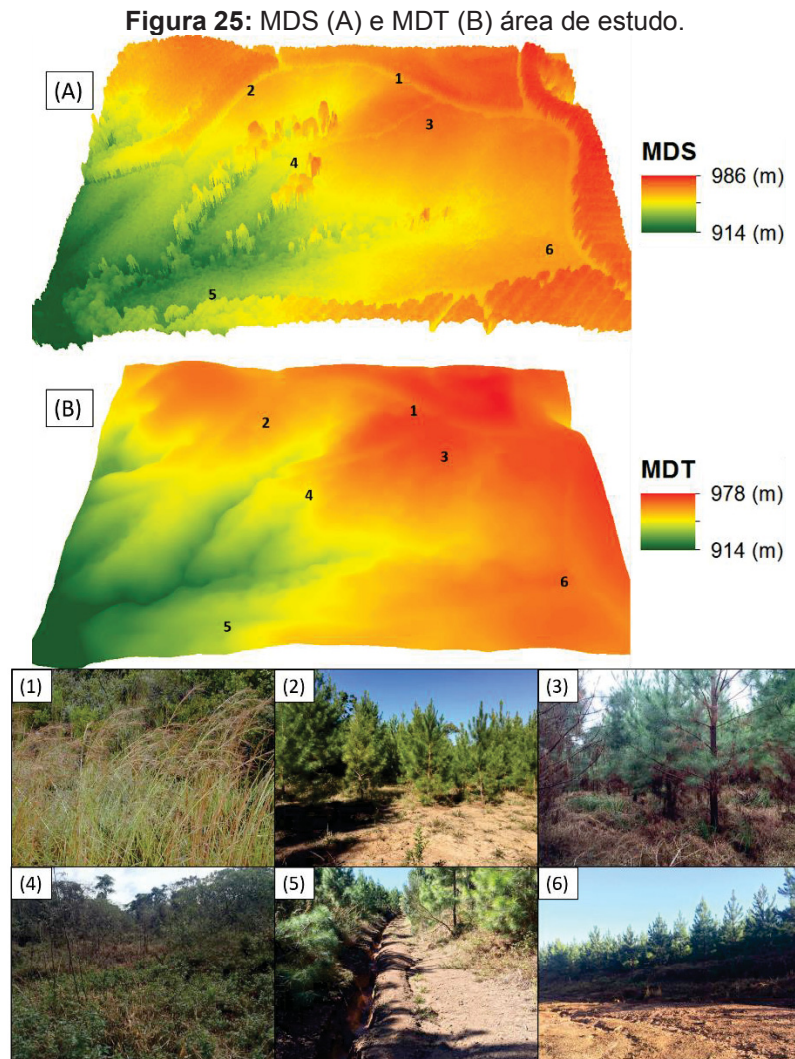 Figura 25: MDS (A) e MDT (B) área de estudo.
(A)
1
2
3
4
5
6
MDS
986 (m)
914 (m)
(B)
1
2
3
4
5
6
MDT
978 (m)
914 (m)
(1)
(2)
(3)
(4)
(5)
(6)